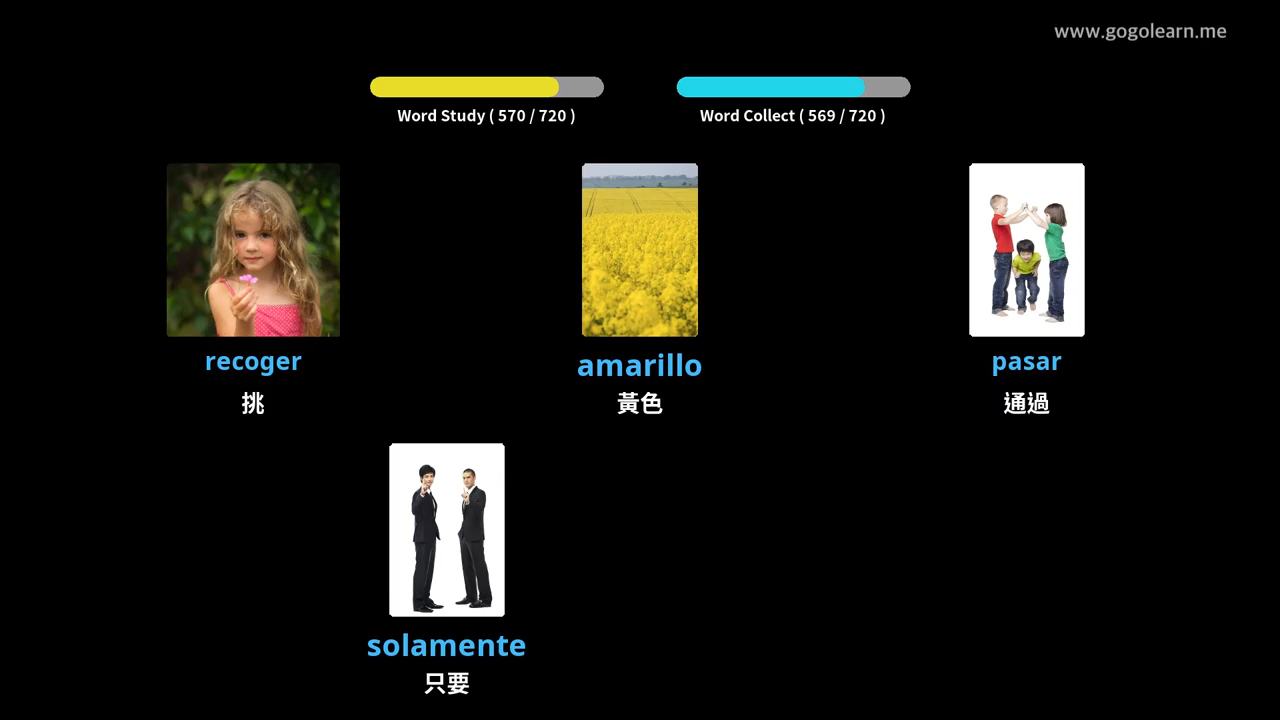 www.gogolearn.me
Word Study ( 570 / 720 )
Word Collect ( 569 / 720 )
recoger
挑
amarillo
黃色
pasar
通過
solamente
只要